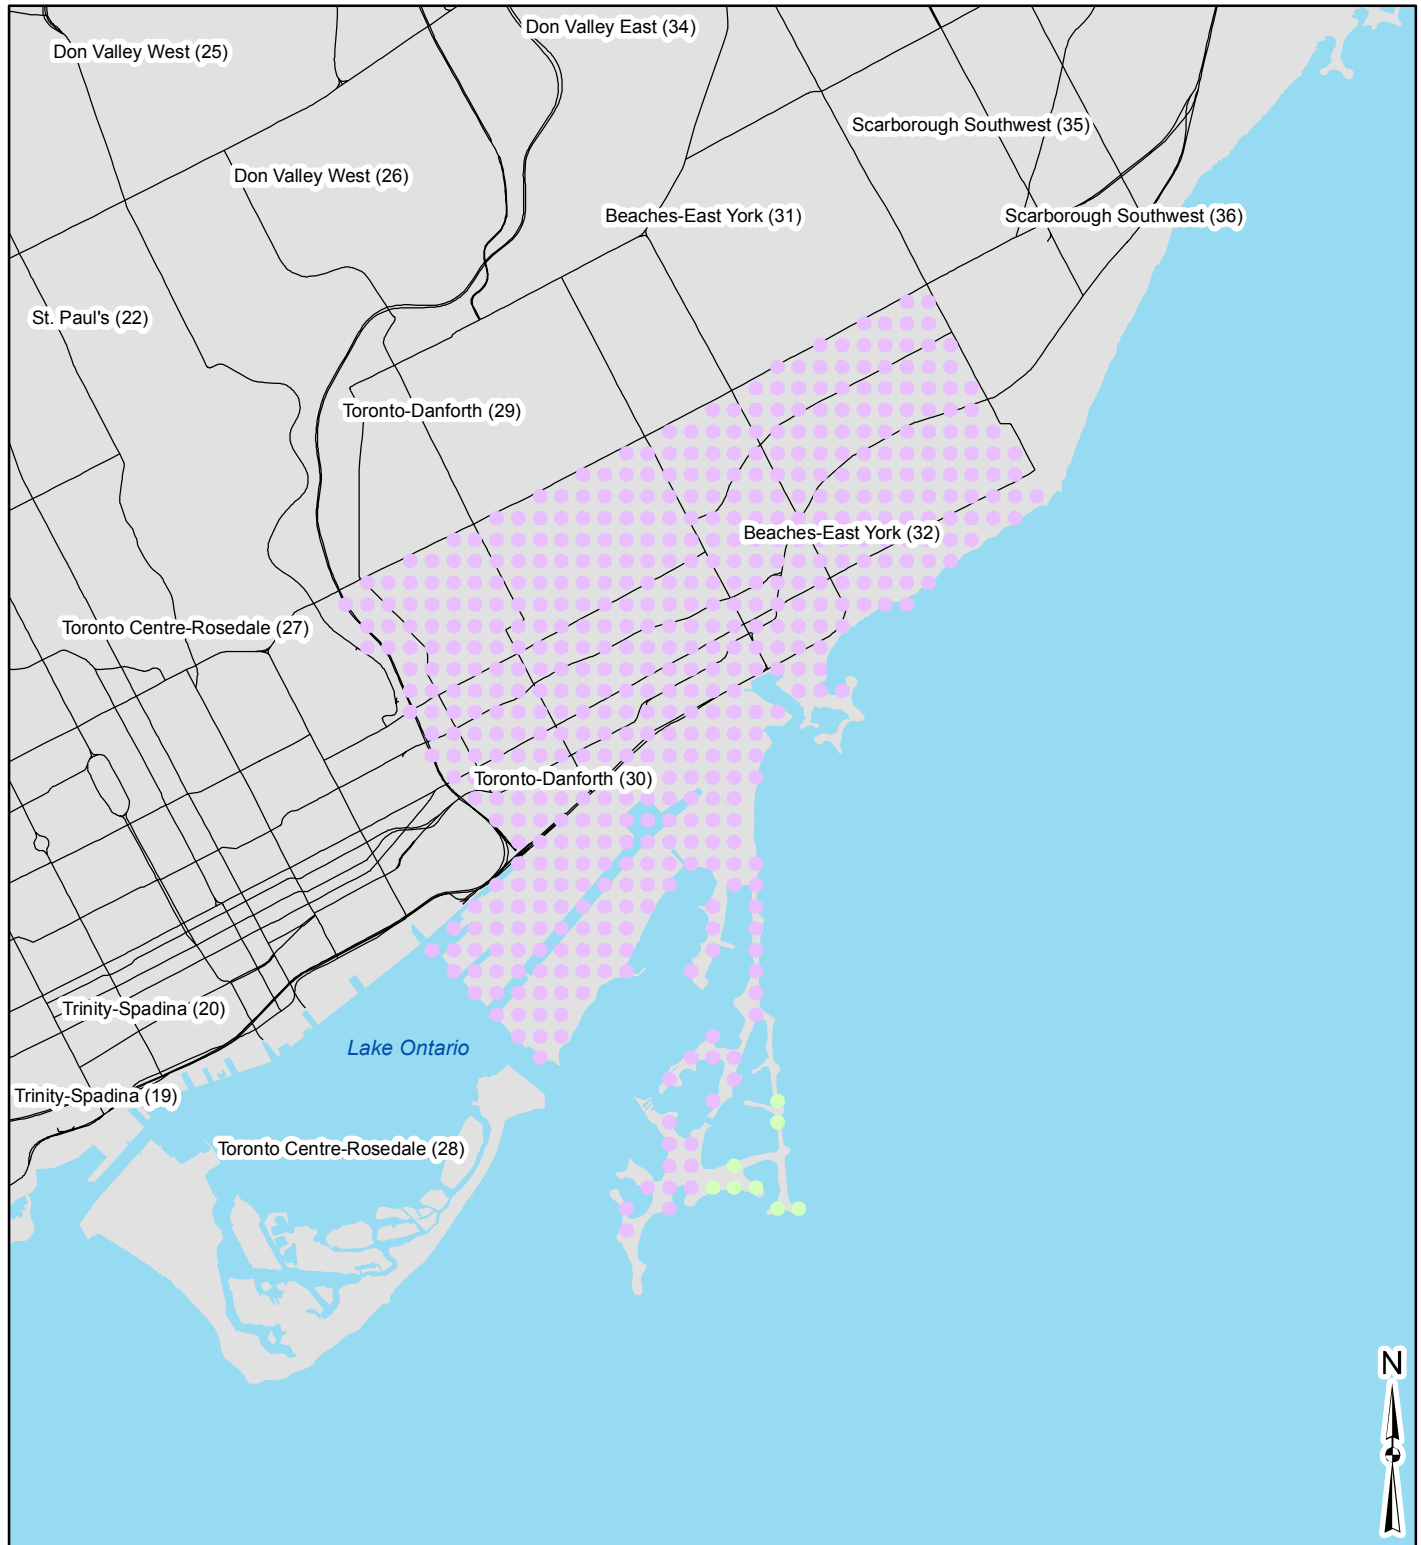 Don Valley East (34)
Don Valley West (25)
Scarborough Southwest (35)
Don Valley West (26)
Beaches-East York (31)
Scarborough Southwest (36)
St. Paul's (22)
Toronto-Danforth (29)
Beaches-East York (32)
Toronto Centre-Rosedale (27)
Toronto-Danforth (30)
Trinity-Spadina (20)
Lake Ontario
Trinity-Spadina (19)
Toronto Centre-Rosedale (28)
N